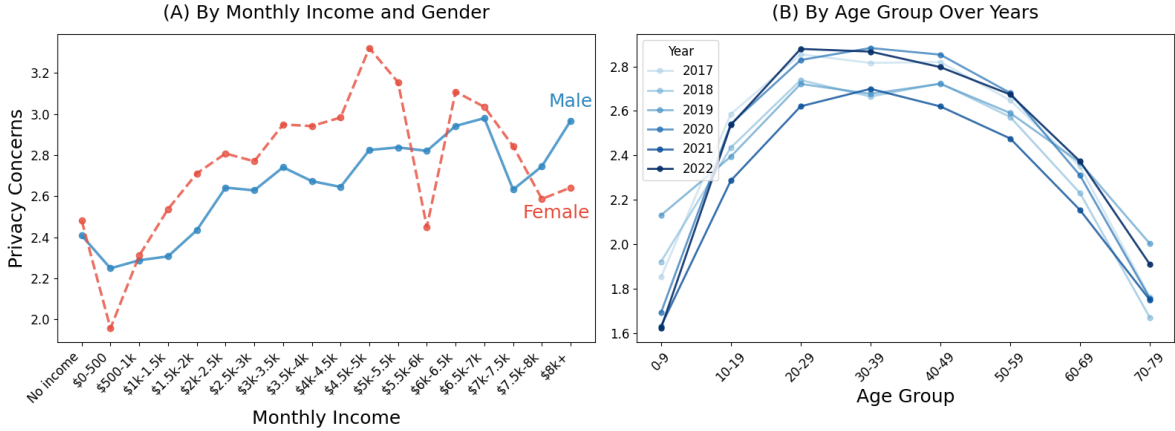 (A) By Monthly Income and Gender
Privacy Concerns
3.2
3.0
2.8
2.6
2.4
2.2
2.0
Male
Female
No income
$0-500
$500-1k
$1k-1.5k
$1.5k-2k
$2k-2.5k
$2.5k-3k
$3k-3.5k
$3.5k-4k
$4k-4.5k
$4.5k-5k
$5k-5.5k
$5.5k-6k
$6k-6.5k
$6.5k-7k
$7k-7.5k
$7.5k-8k
$8k+
Monthly Income
(B) By Age Group Over Years
2.8
2.6
2.4
2.2
2.0
1.8
1.6
Year
2017
2018
2019
2020
2021
2022
0-9
10-19
20-29
30-39
40-49
50-59
60-69
70-79
Age Group